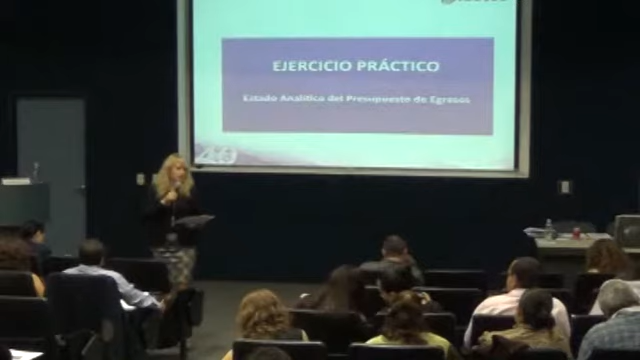 EJERCICIO PRÁCTICO
Estado Analítico del Presupuesto de Egresos